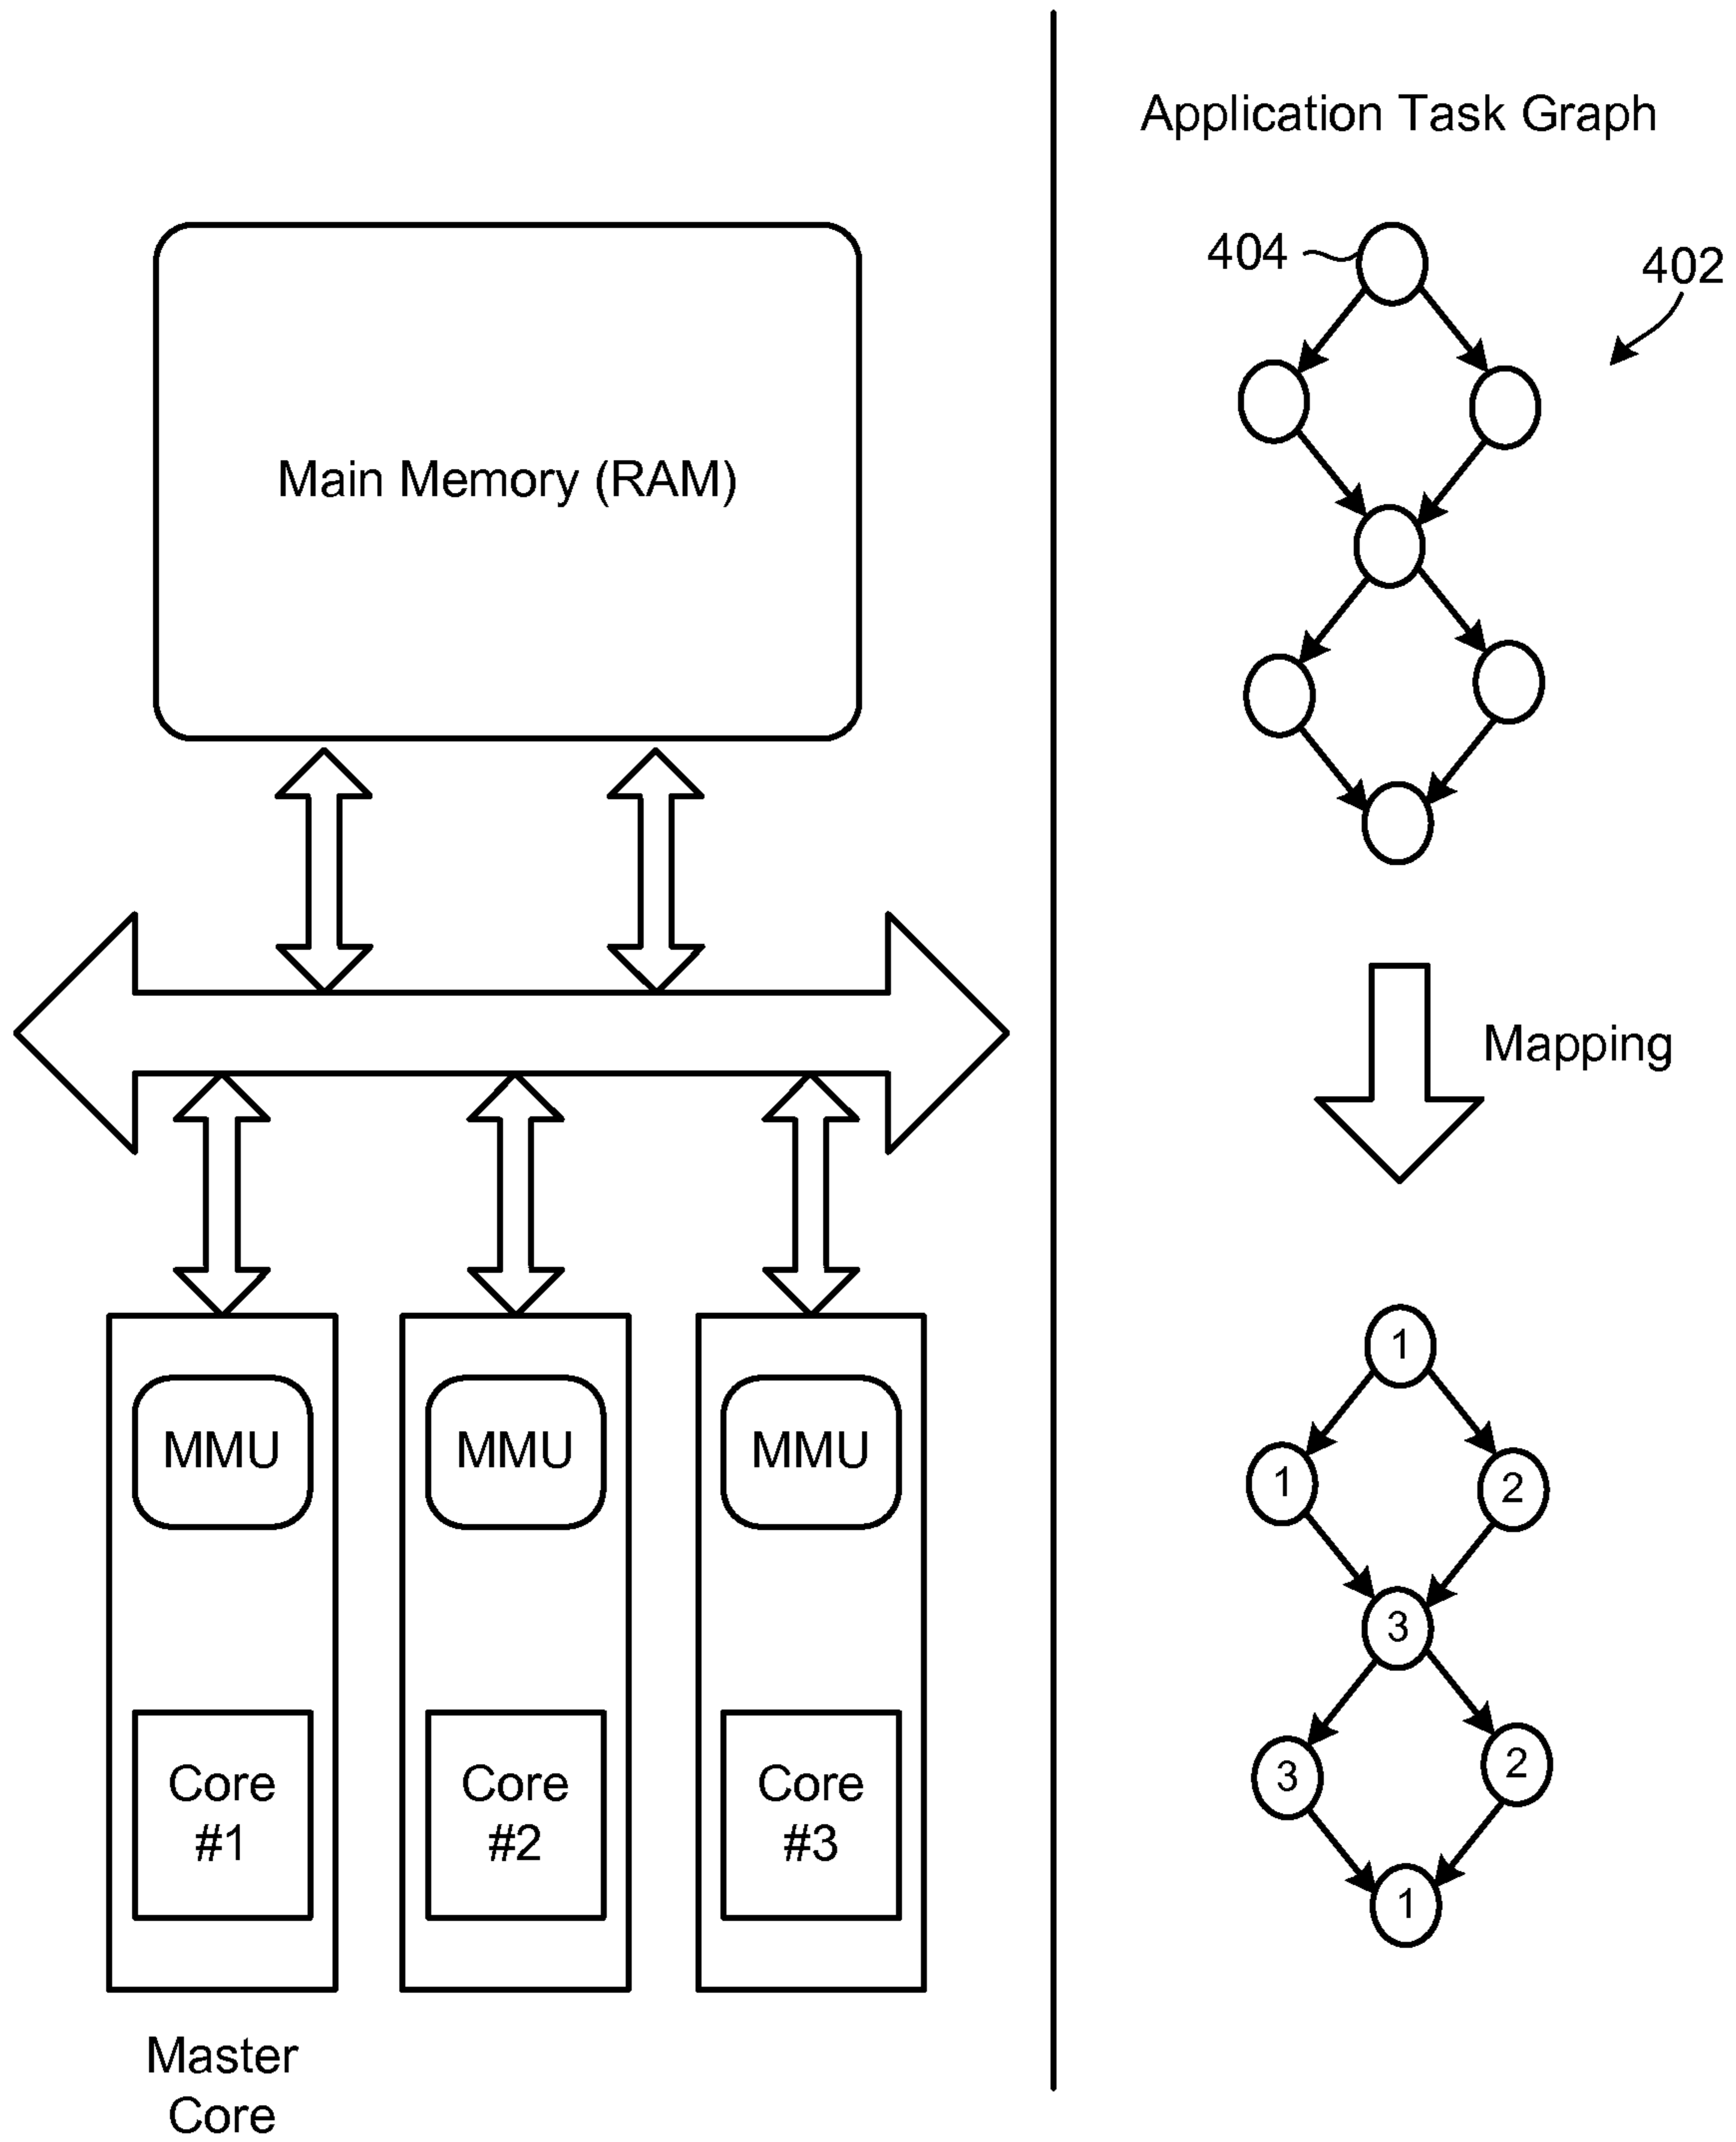 Main Memory (RAM)
MMU
MMU
MMU
Core
#1
Core
#2
Core
#3
Master
Core
Application Task Graph
404
402
Mapping
1
1
2
3
3
2
1